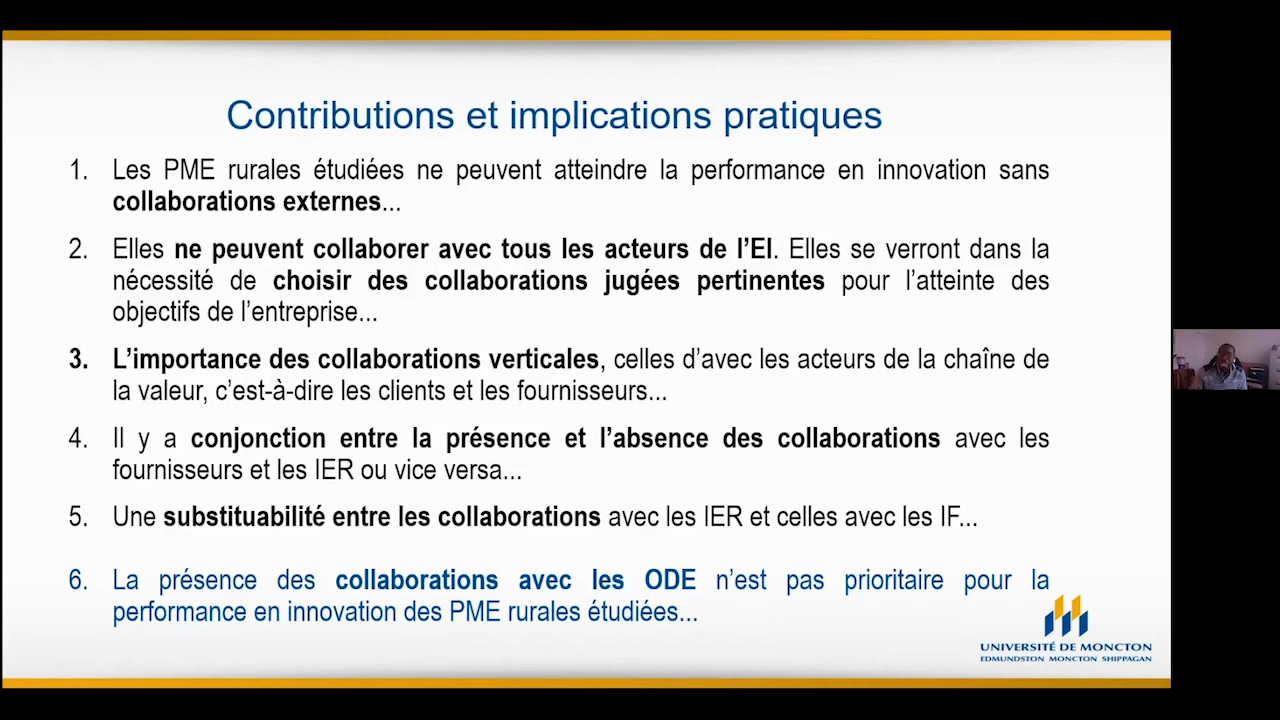 Contributions et implications pratiques
1. Les PME rurales étudiées ne peuvent atteindre la performance en innovation sans
collaborations externes...
2. Elles ne peuvent collaborer avec tous les acteurs de l’EI. Elles se verront dans la
nécessité de choisir des collaborations jugées pertinentes pour l’atteinte des
objectifs de l’entreprise...
3. L’importance des collaborations verticales, celles d’avec les acteurs de la chaîne de
la valeur, c’est-à-dire les clients et les fournisseurs...
4. Il y a conjonction entre la présence et l’absence des collaborations avec les
fournisseurs et les IER ou vice versa...
5. Une substituabilité entre les collaborations avec les IER et celles avec les IF...
6. La présence des collaborations avec les ODE n’est pas prioritaire pour la
performance en innovation des PME rurales étudiées...
UNIVERSITÉ DE MONCTON
EDMUNDSTON MONCTON SHIPPAGAN